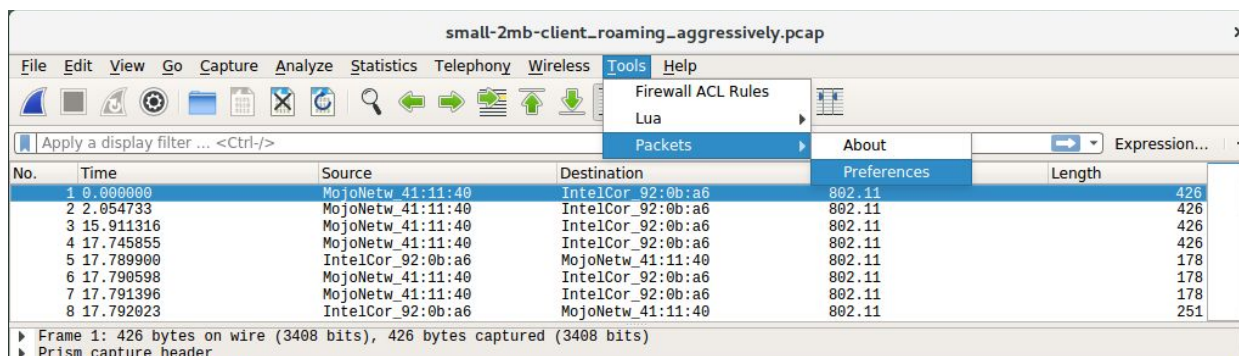 small-2mb-client_roaming_aggressively.pcap
File Edit View Go Capture Analyze Statistics Telephony Wireless Tools Help
Firewall ACL Rules
Lua
Apply a display filter ... <Ctrl-/> Packets About Expression...
No. Time Source Destination Preferences Length
1 0.000000 MojoNetw_41:11:40 IntelCor_92:0b:a6 802.11 426
2 2.054733 MojoNetw_41:11:40 IntelCor_92:0b:a6 802.11 426
3 15.911316 MojoNetw_41:11:40 IntelCor_92:0b:a6 802.11 426
4 17.745855 MojoNetw_41:11:40 IntelCor_92:0b:a6 802.11 426
5 17.789900 IntelCor_92:0b:a6 MojoNetw_41:11:40 802.11 178
6 17.790598 MojoNetw_41:11:40 IntelCor_92:0b:a6 802.11 178
7 17.791396 MojoNetw_41:11:40 IntelCor_92:0b:a6 802.11 178
8 17.792023 IntelCor_92:0b:a6 MojoNetw_41:11:40 802.11 251
Frame 1: 426 bytes on wire (3408 bits), 426 bytes captured (3408 bits)
Prism capture header